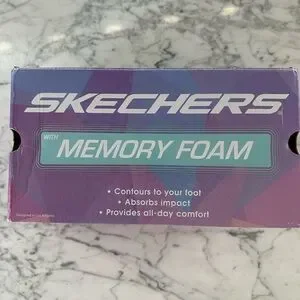 SKECHERS
WITH
MEMORY FOAM
• Contours to your foot
• Absorbs impact
• Provides all-day comfort